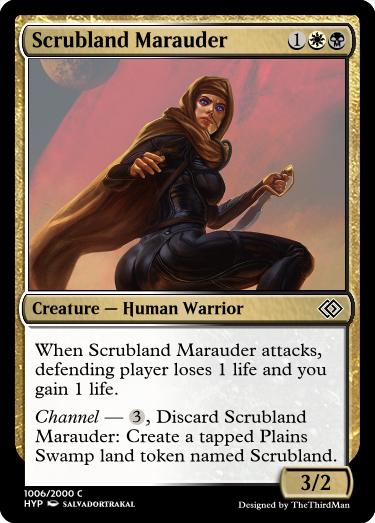 Scrubland Marauder 1
Creature — Human Warrior
When Scrubland Marauder attacks,
defending player loses 1 life and you
gain 1 life.
Channel — 3, Discard Scrubland
Marauder: Create a tapped Plains
Swamp land token named Scrubland.
3/2
1006/2000 C
HYP SALVADORTRAKAL
Designed by TheThirdMan